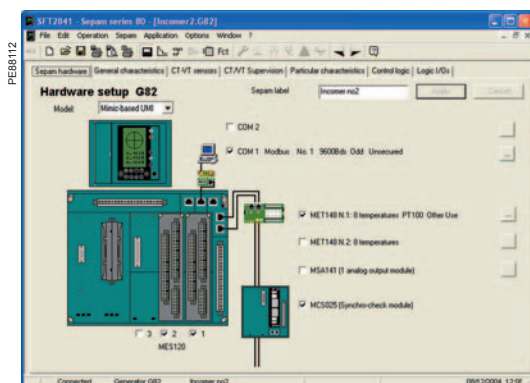 PE88112
SFT2841 - Sepam series 80 - [Incomer2.G82]
File Edit Operation Sepam Application Options Window ?
Fct
Sepam hardware General characteristics CT-VT sensors CT/VT Supervision Particular characteristics Control logic Logic I/Os
Hardware setup G82
Sepam label Incomer no2 Apply Cancel
Model: Mimic-based UMI
COM 2
COM 1 Modbus No. 1 9600Bds Odd Unsecured
...
MET148 N.1: 8 temperatures PT100 Other Use
...
MET148 N.2: 8 temperatures
MSA141 (1 analog output module)
MCS025 (Synchro-check module)
3 2 1
MES120
Connected Generator G82 Incomer no2